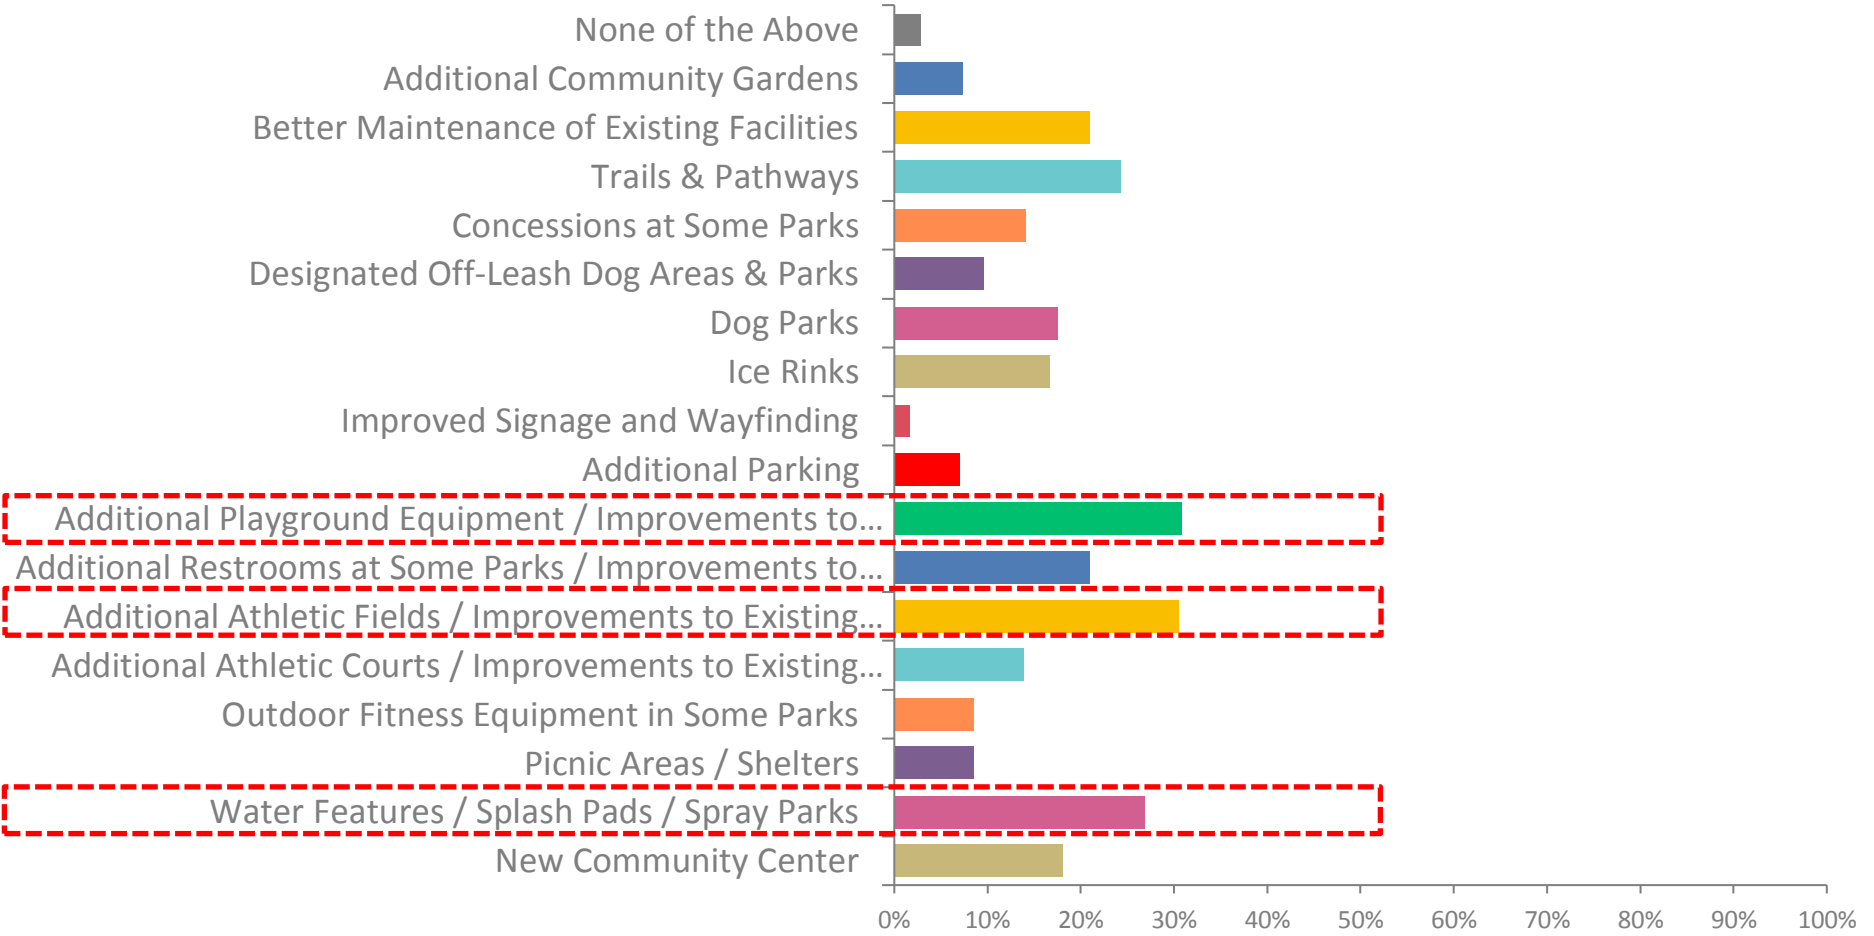 None of the Above
Additional Community Gardens
Better Maintenance of Existing Facilities
Trails & Pathways
Concessions at Some Parks
Designated Off-Leash Dog Areas & Parks
Dog Parks
Ice Rinks
Improved Signage and Wayfinding
Additional Parking
Additional Playground Equipment / Improvements to...
Additional Restrooms at Some Parks / Improvements to...
Additional Athletic Fields / Improvements to Existing...
Additional Athletic Courts / Improvements to Existing...
Outdoor Fitness Equipment in Some Parks
Picnic Areas / Shelters
Water Features / Splash Pads / Spray Parks
New Community Center
0% 10% 20% 30% 40% 50% 60% 70% 80% 90% 100%